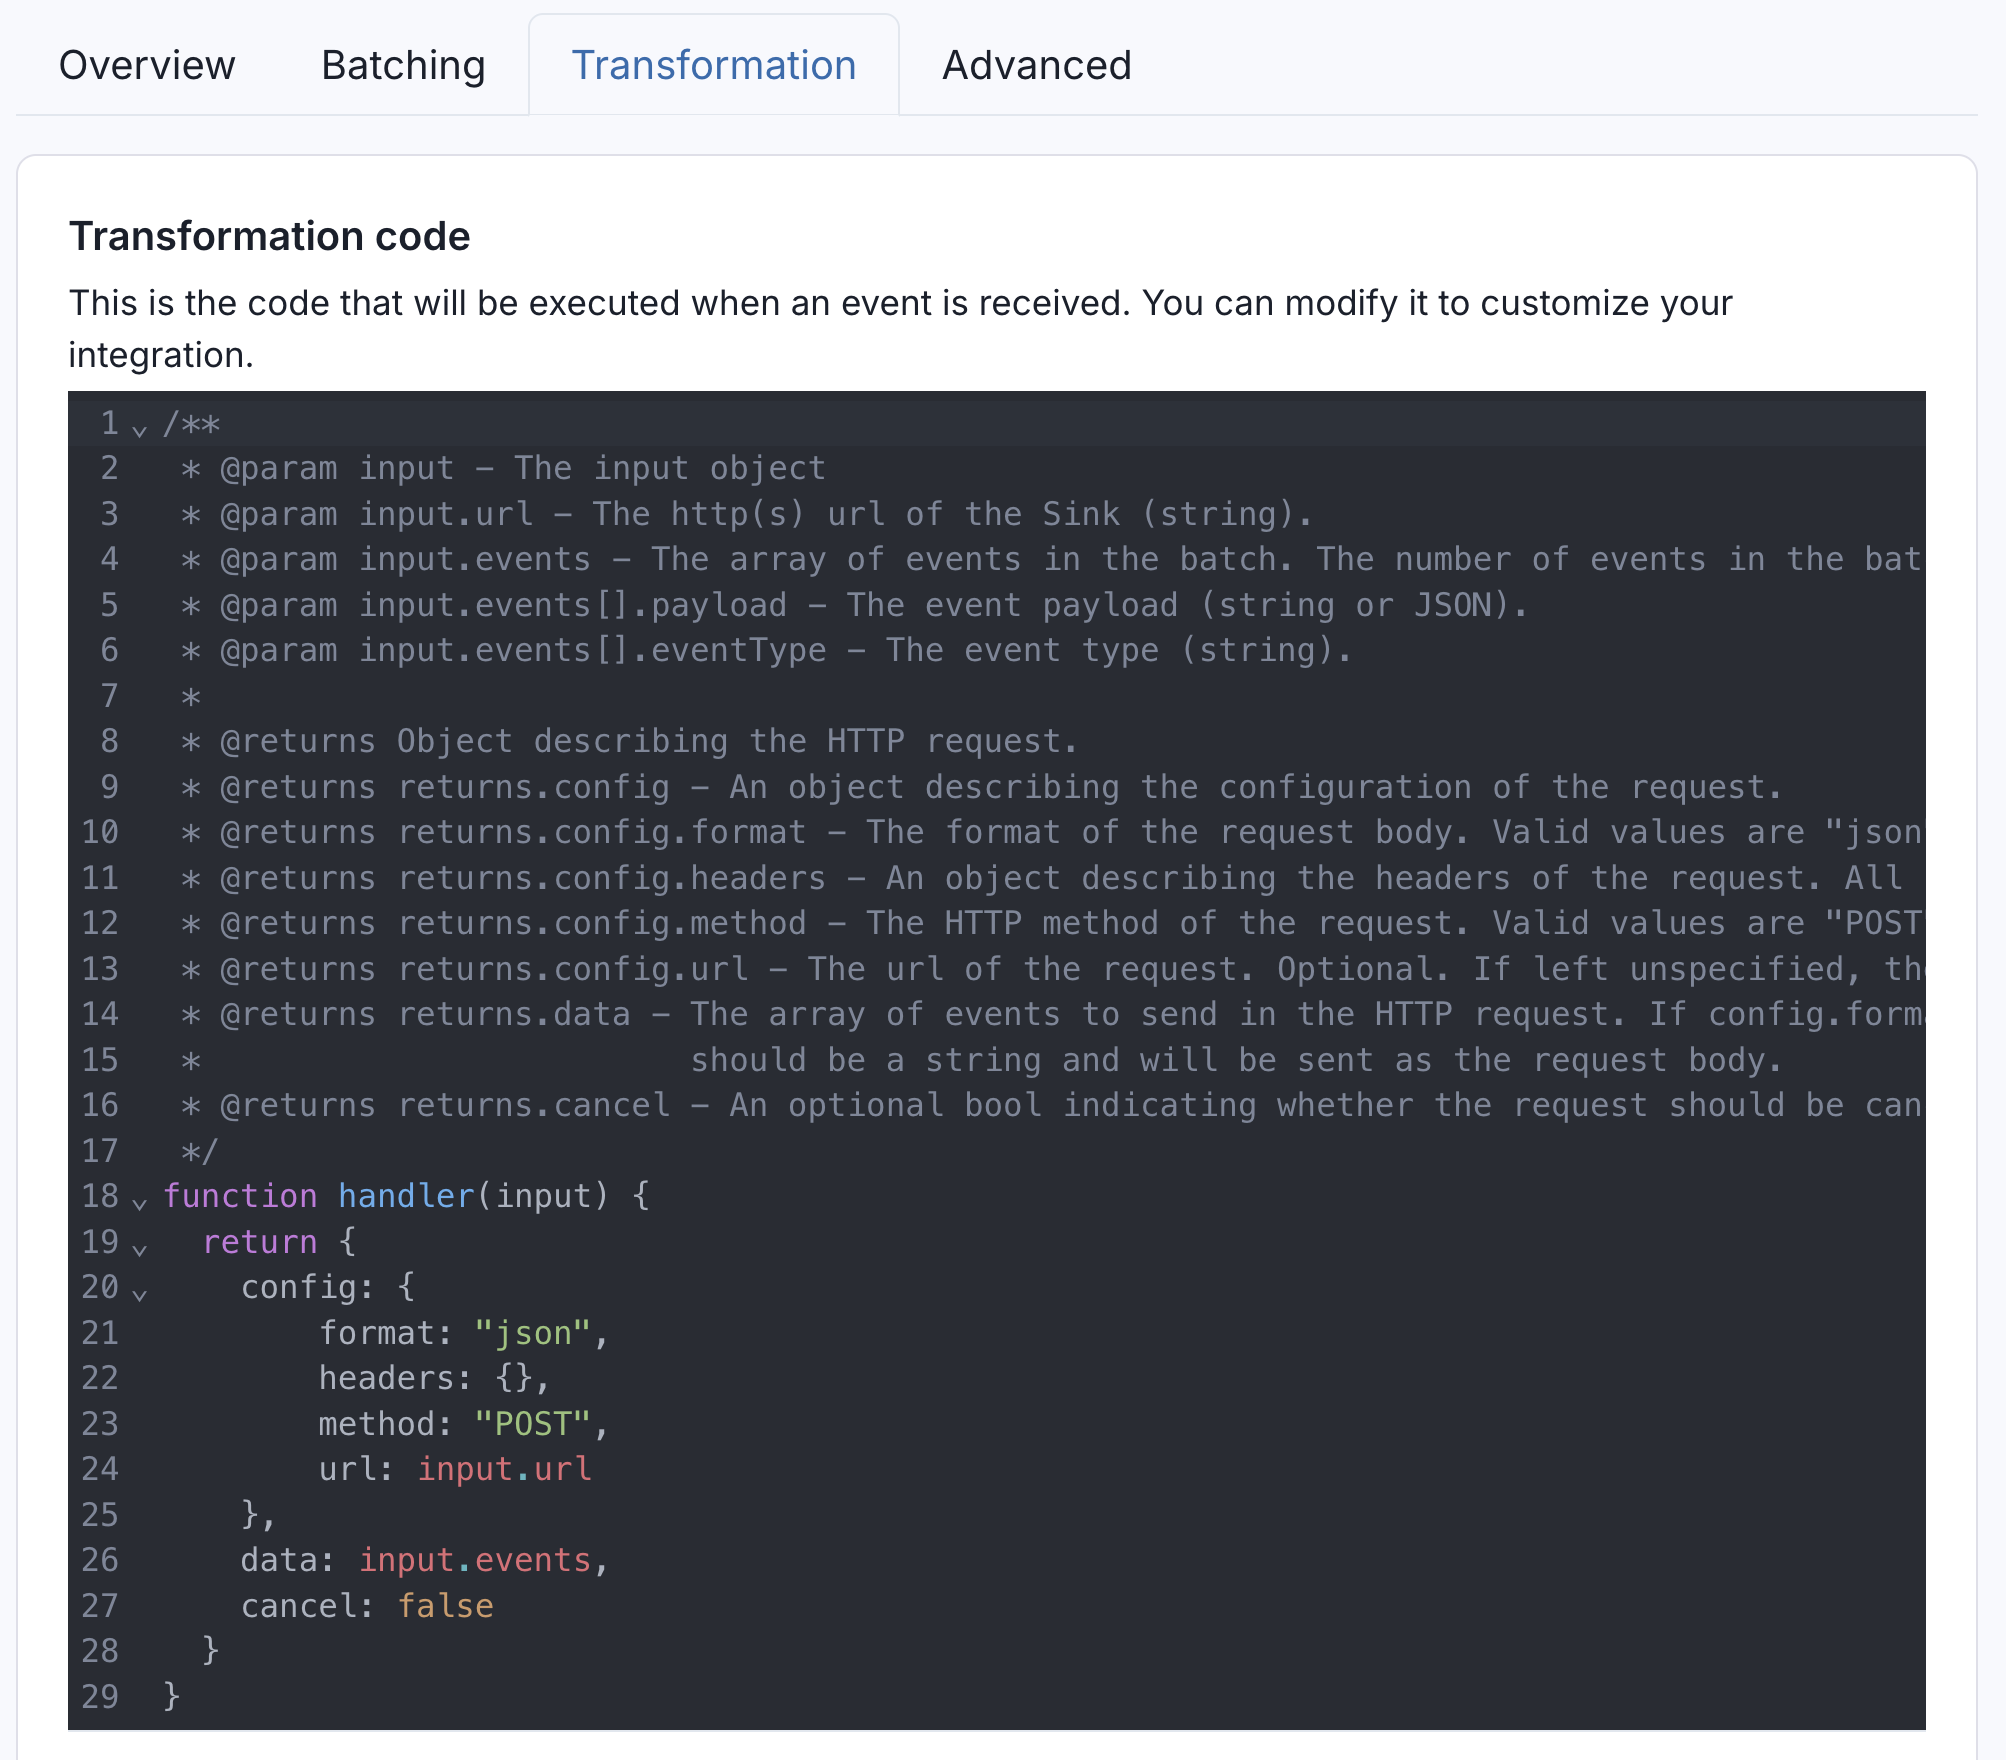 Overview Batching Transformation Advanced
Transformation code
This is the code that will be executed when an event is received. You can modify it to customize your
integration.
1 /**
2  * @param input - The input object
3  * @param input.url - The http(s) url of the Sink (string).
4  * @param input.events - The array of events in the batch. The number of events in the bat
5  * @param input.events[].payload - The event payload (string or JSON).
6  * @param input.events[].eventType - The event type (string).
7  *
8  * @returns Object describing the HTTP request.
9  * @returns returns.config - An object describing the configuration of the request.
10  * @returns returns.config.format - The format of the request body. Valid values are "json
11  * @returns returns.config.headers - An object describing the headers of the request. All
12  * @returns returns.config.method - The HTTP method of the request. Valid values are "POST
13  * @returns returns.config.url - The url of the request. Optional. If left unspecified, th
14  * @returns returns.data - The array of events to send in the HTTP request. If config.form
15  *                         should be a string and will be sent as the request body.
16  * @returns returns.cancel - An optional bool indicating whether the request should be can
17  */
18 function handler(input) {
19   return {
20     config: {
21         format: "json",
22         headers: {},
23         method: "POST",
24         url: input.url
25     },
26     data: input.events,
27     cancel: false
28   }
29 }